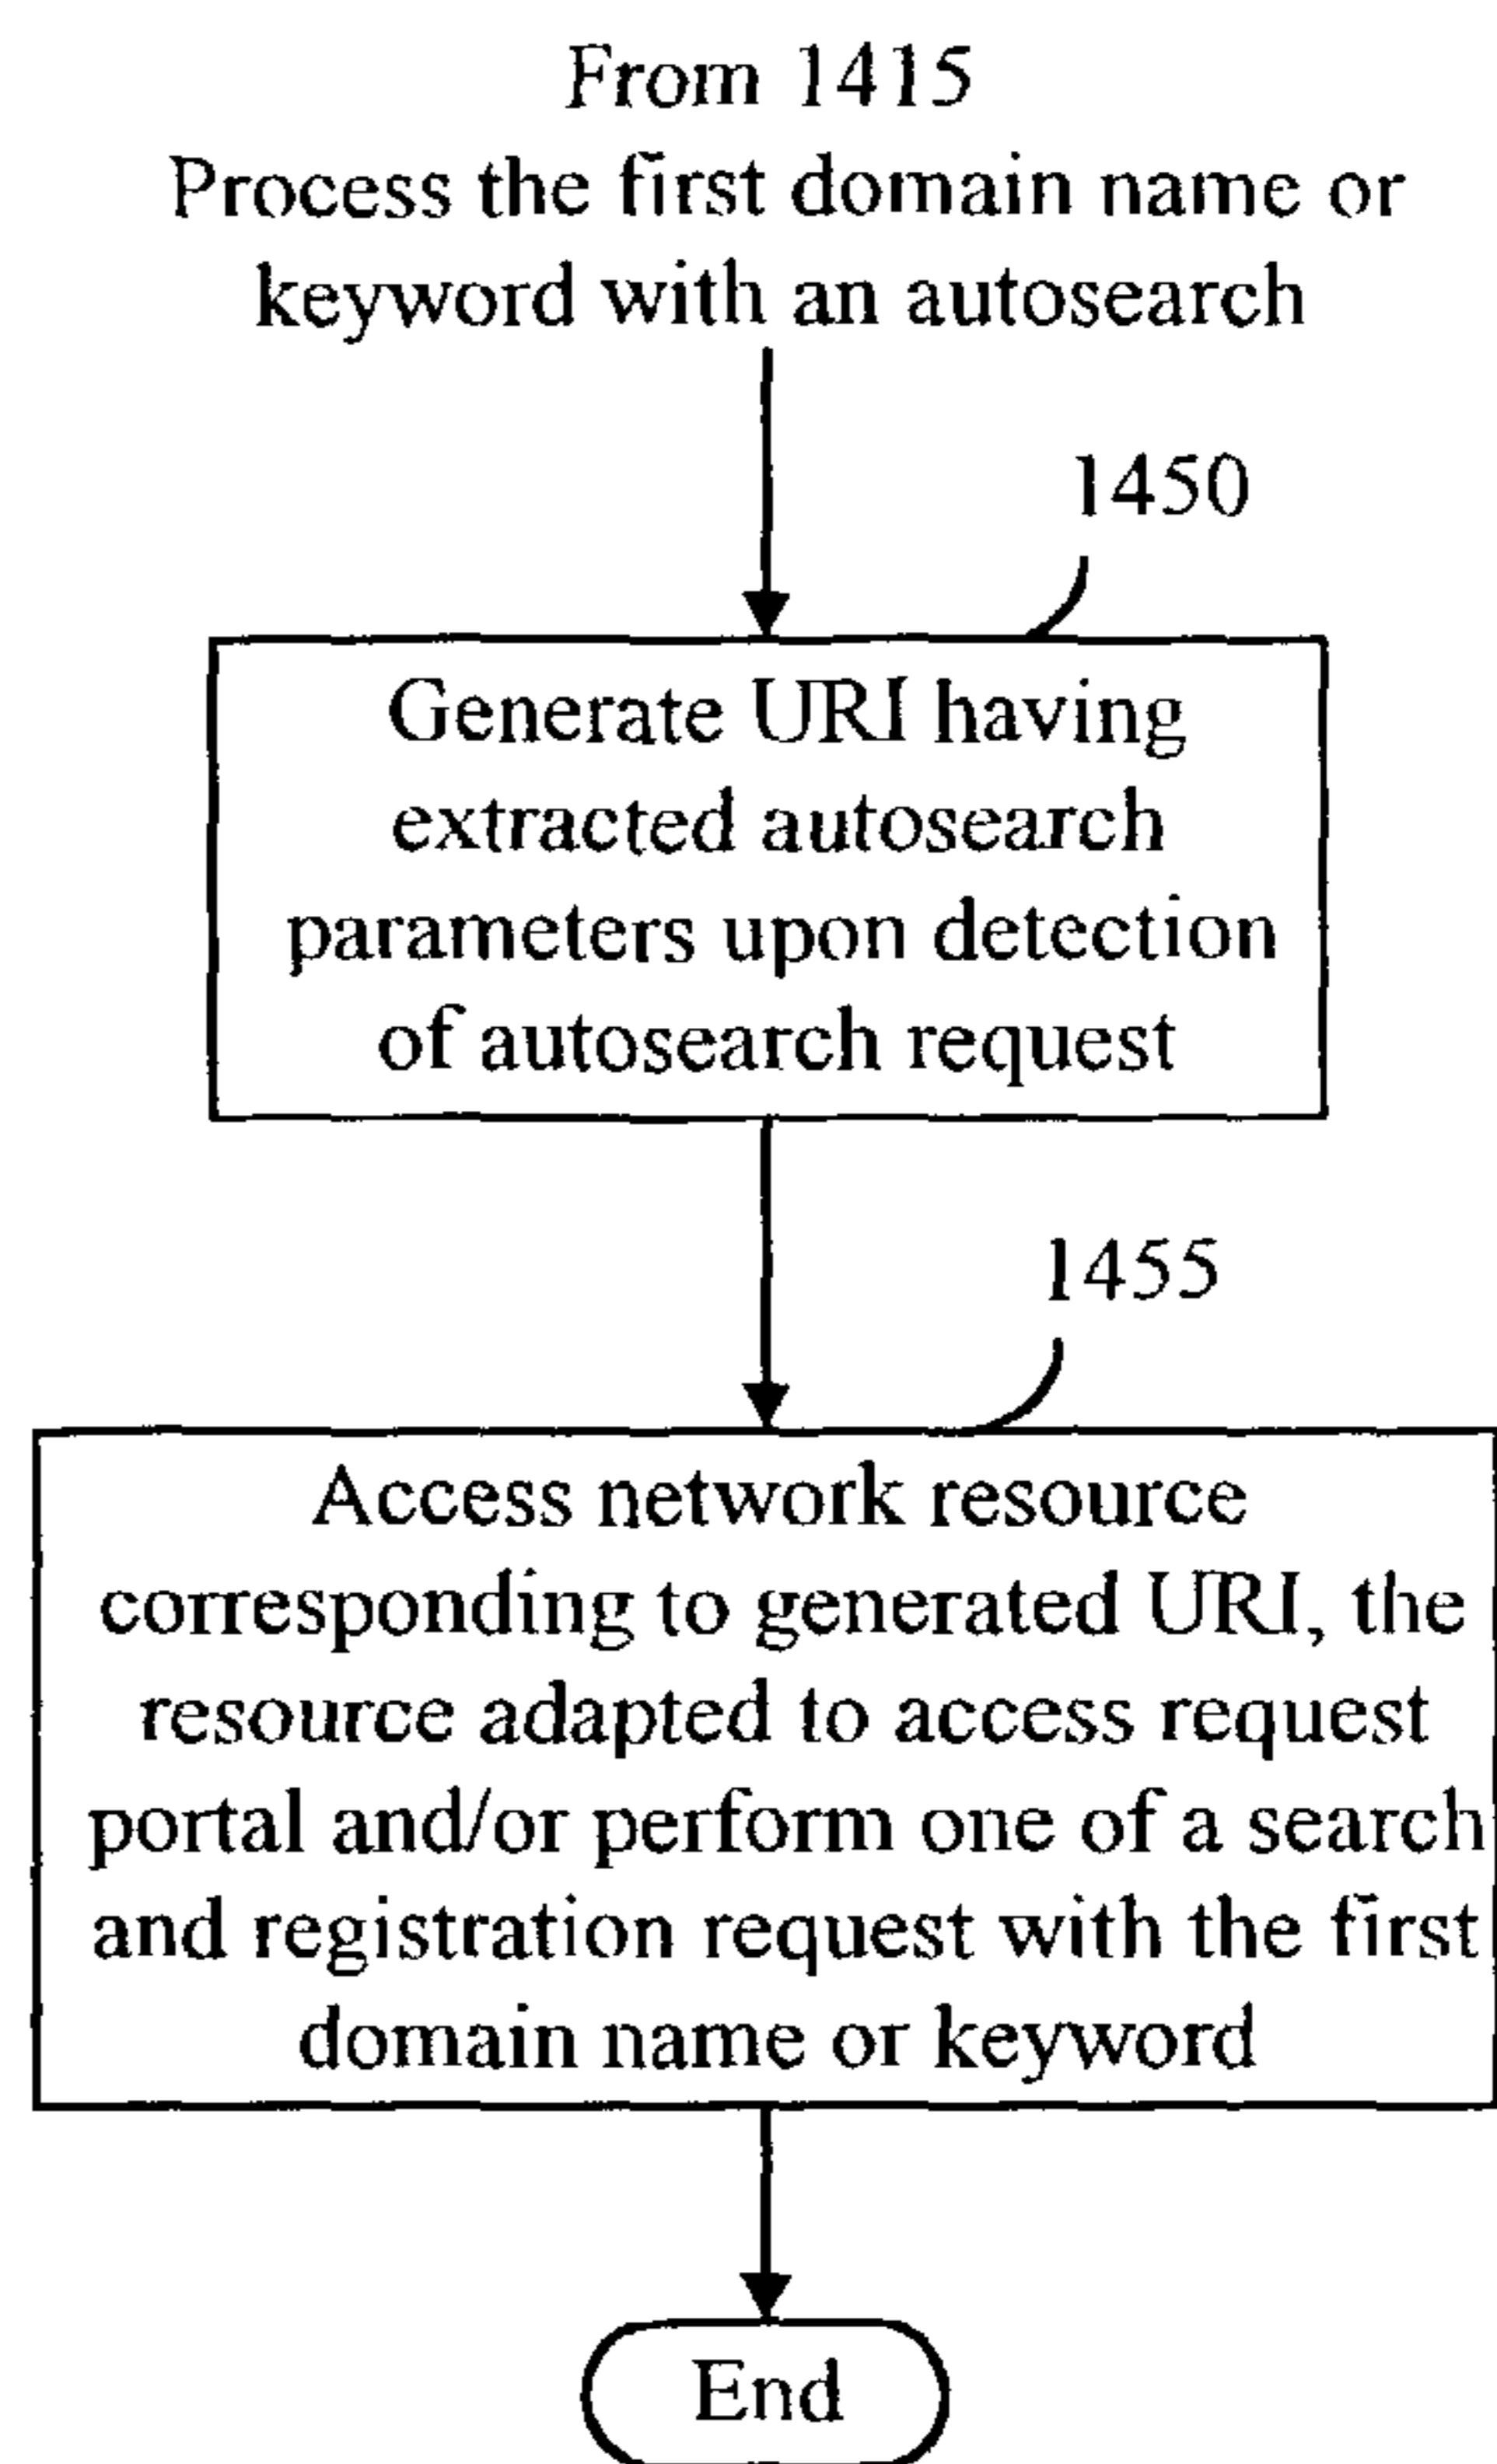 From 1415
Process the first domain name or
keyword with an autosearch
1450
Generate URI having
extracted autosearch
parameters upon detection
of autosearch request
1455
Access network resource
corresponding to generated URI, the
resource adapted to access request
portal and/or perform one of a search
and registration request with the first
domain name or keyword
End